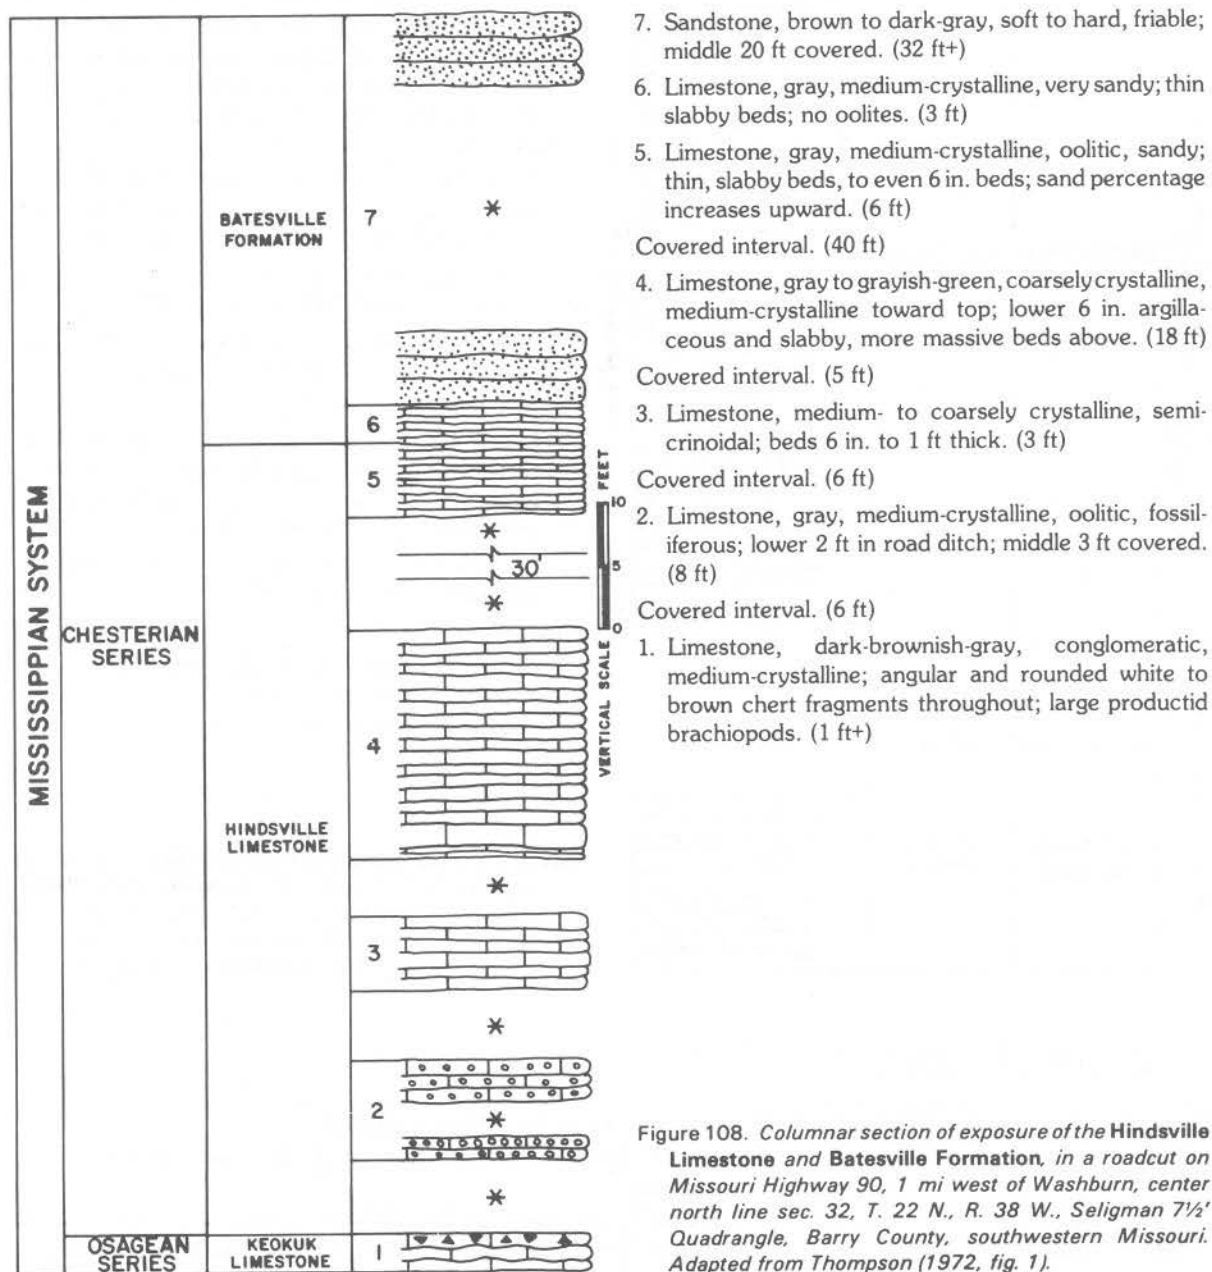 MISSISSIPPIAN SYSTEM
CHESTERIAN
SERIES
OSAGEAN
SERIES
BATESVILLE
FORMATION
HINDSVILLE
LIMESTONE
KEOKUK
LIMESTONE
7
6
5
4
3
2
1
*
*
30'
*
*
*
*
*
VERTICAL SCALE FEET
10
5
0
7. Sandstone, brown to dark-gray, soft to hard, friable;
middle 20 ft covered. (32 ft+)
6. Limestone, gray, medium-crystalline, very sandy; thin
slabby beds; no oolites. (3 ft)
5. Limestone, gray, medium-crystalline, oolitic, sandy;
thin, slabby beds, to even 6 in. beds; sand percentage
increases upward. (6 ft)
Covered interval. (40 ft)
4. Limestone, gray to grayish-green, coarsely crystalline,
medium-crystalline toward top; lower 6 in. argilla-
ceous and slabby, more massive beds above. (18 ft)
Covered interval. (5 ft)
3. Limestone, medium- to coarsely crystalline, semi-
crinoidal; beds 6 in. to 1 ft thick. (3 ft)
Covered interval. (6 ft)
2. Limestone, gray, medium-crystalline, oolitic, fossil-
iferous; lower 2 ft in road ditch; middle 3 ft covered.
(8 ft)
Covered interval. (6 ft)
1. Limestone, dark-brownish-gray, conglomeratic,
medium-crystalline; angular and rounded white to
brown chert fragments throughout; large productid
brachiopods. (1 ft+)
Figure 108. Columnar section of exposure of the Hindsville
Limestone and Batesville Formation, in a roadcut on
Missouri Highway 90, 1 mi west of Washburn, center
north line sec. 32, T. 22 N., R. 38 W., Seligman 7½'
Quadrangle, Barry County, southwestern Missouri.
Adapted from Thompson (1972, fig. 1).